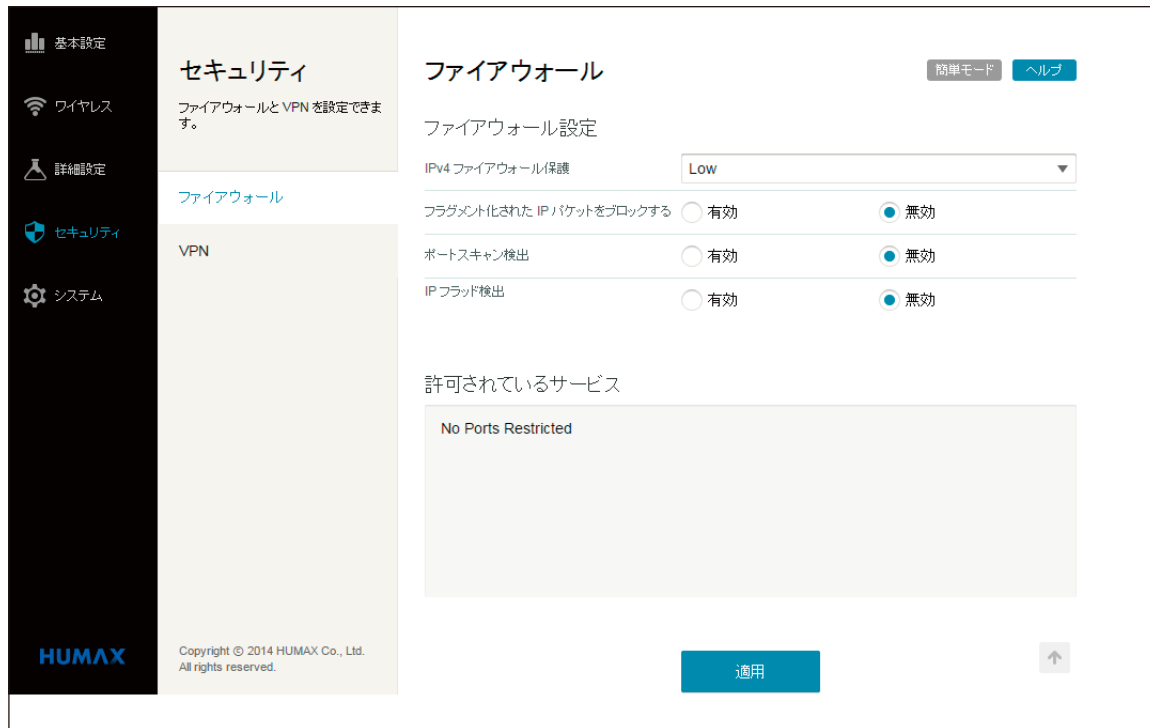 基本設定
ワイヤレス
詳細設定
セキュリティ
システム
HUMAX
セキュリティ
ファイアウォールと VPN を設定できま
す。
ファイアウォール
VPN
Copyright © 2014 HUMAX Co., Ltd.
All rights reserved.
ファイアウォール
簡単モード
ヘルプ
ファイアウォール設定
IPv4 ファイアウォール保護 Low
フラグメント化された IP パケットをブロックする 有効 無効
ポートスキャン検出 有効 無効
IP フラッド検出 有効 無効
許可されているサービス
No Ports Restricted
適用